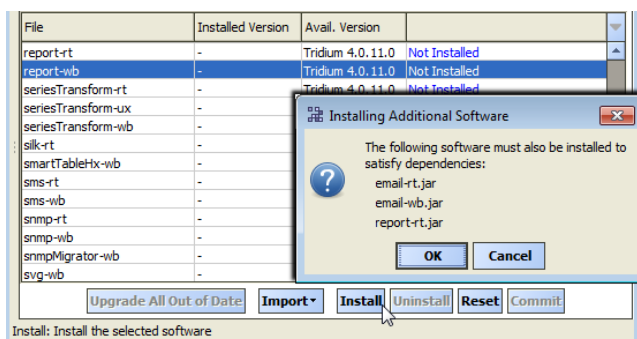 File Installed Version Avail. Version
report-rt - Tridium 4.0.11.0 Not Installed
report-wb - Tridium 4.0.11.0 Not Installed
seriesTransform-rt - Tridium 4.0.11.0 Not Installed
seriesTransform-ux -
seriesTransform-wb -
silk-rt -
smartTableHx-wb -
sms-rt -
sms-wb -
snmp-rt -
snmp-wb -
snmpMigrator-wb -
svg-wb -
Installing Additional Software
The following software must also be installed to
satisfy dependencies:
email-rt.jar
email-wb.jar
report-rt.jar
OK Cancel
Upgrade All Out of Date Import Install Uninstall Reset Commit
Install: Install the selected software